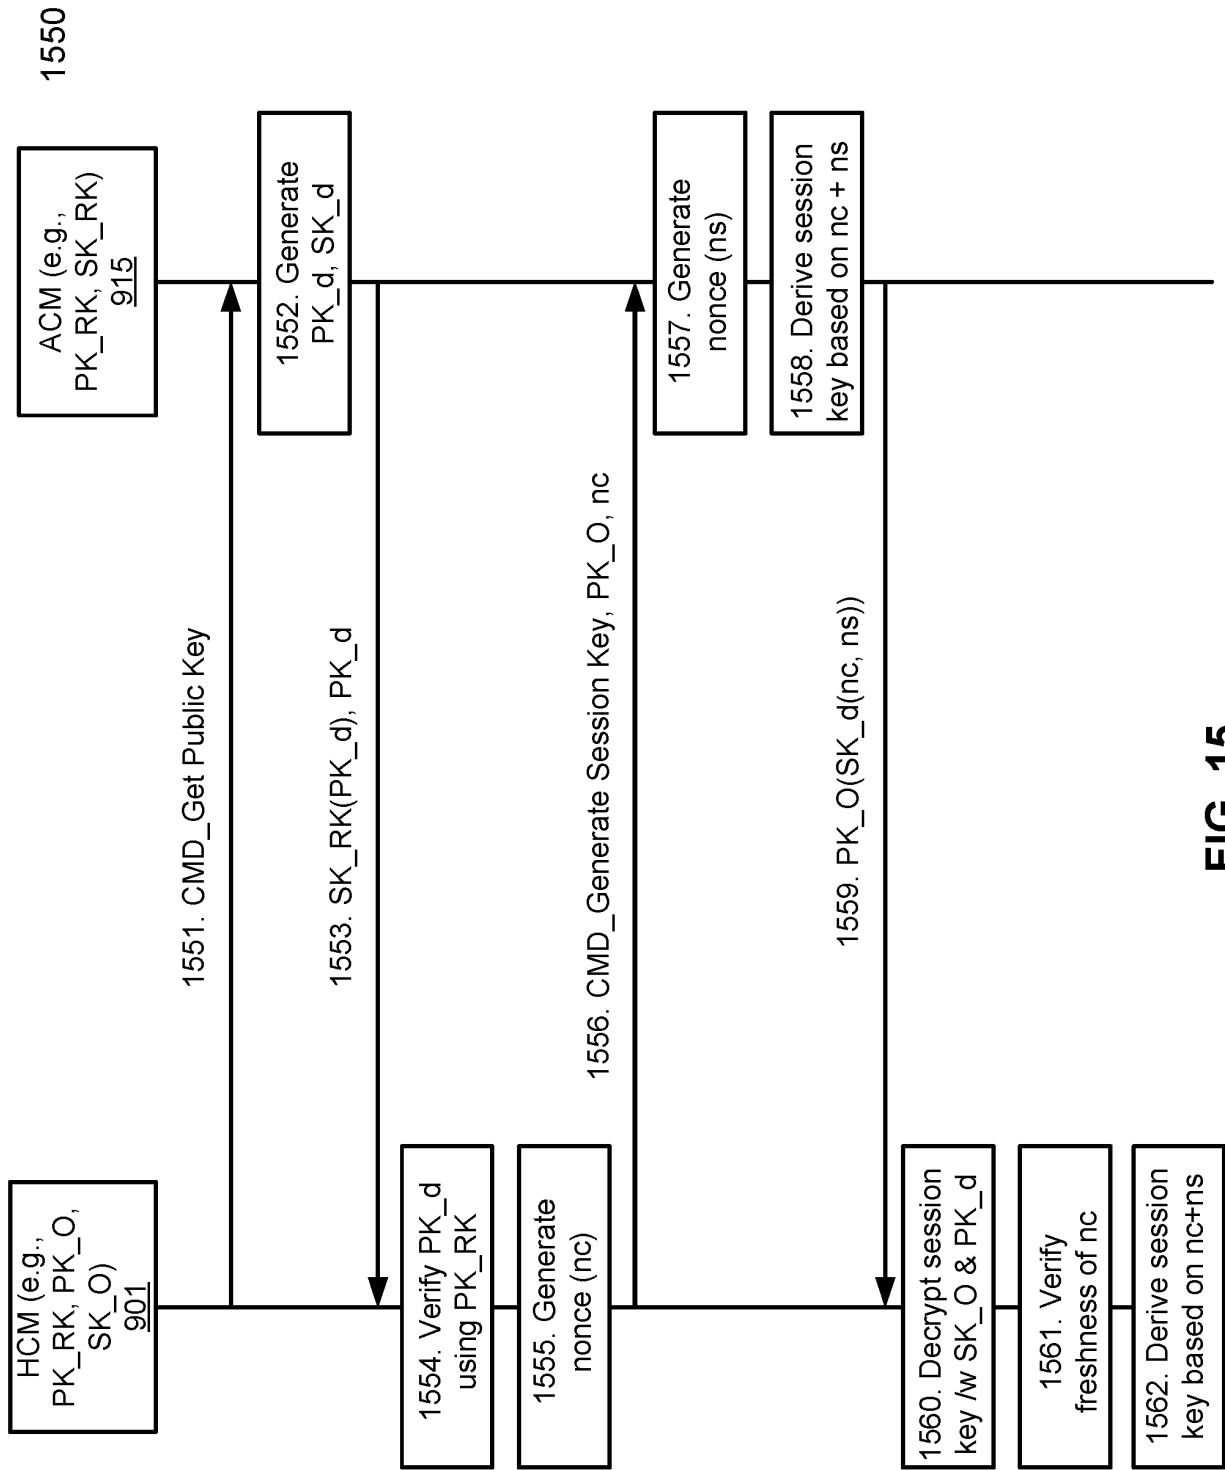 1550
HCM (e.g.,
PK_RK, PK_O,
SK_O)
901
ACM (e.g.,
PK_RK, SK_RK)
915
1551. CMD_Get Public Key
1552. Generate
PK_d, SK_d
1553. SK_RK(PK_d), PK_d
1554. Verify PK_d
using PK_RK
1555. Generate
nonce (nc)
1556. CMD_Generate Session Key, PK_O, nc
1557. Generate
nonce (ns)
1558. Derive session
key based on nc + ns
1559. PK_O(SK_d(nc, ns))
1560. Decrypt session
key /w SK_O & PK_d
1561. Verify
freshness of nc
1562. Derive session
key based on nc+ns
FIG. 15